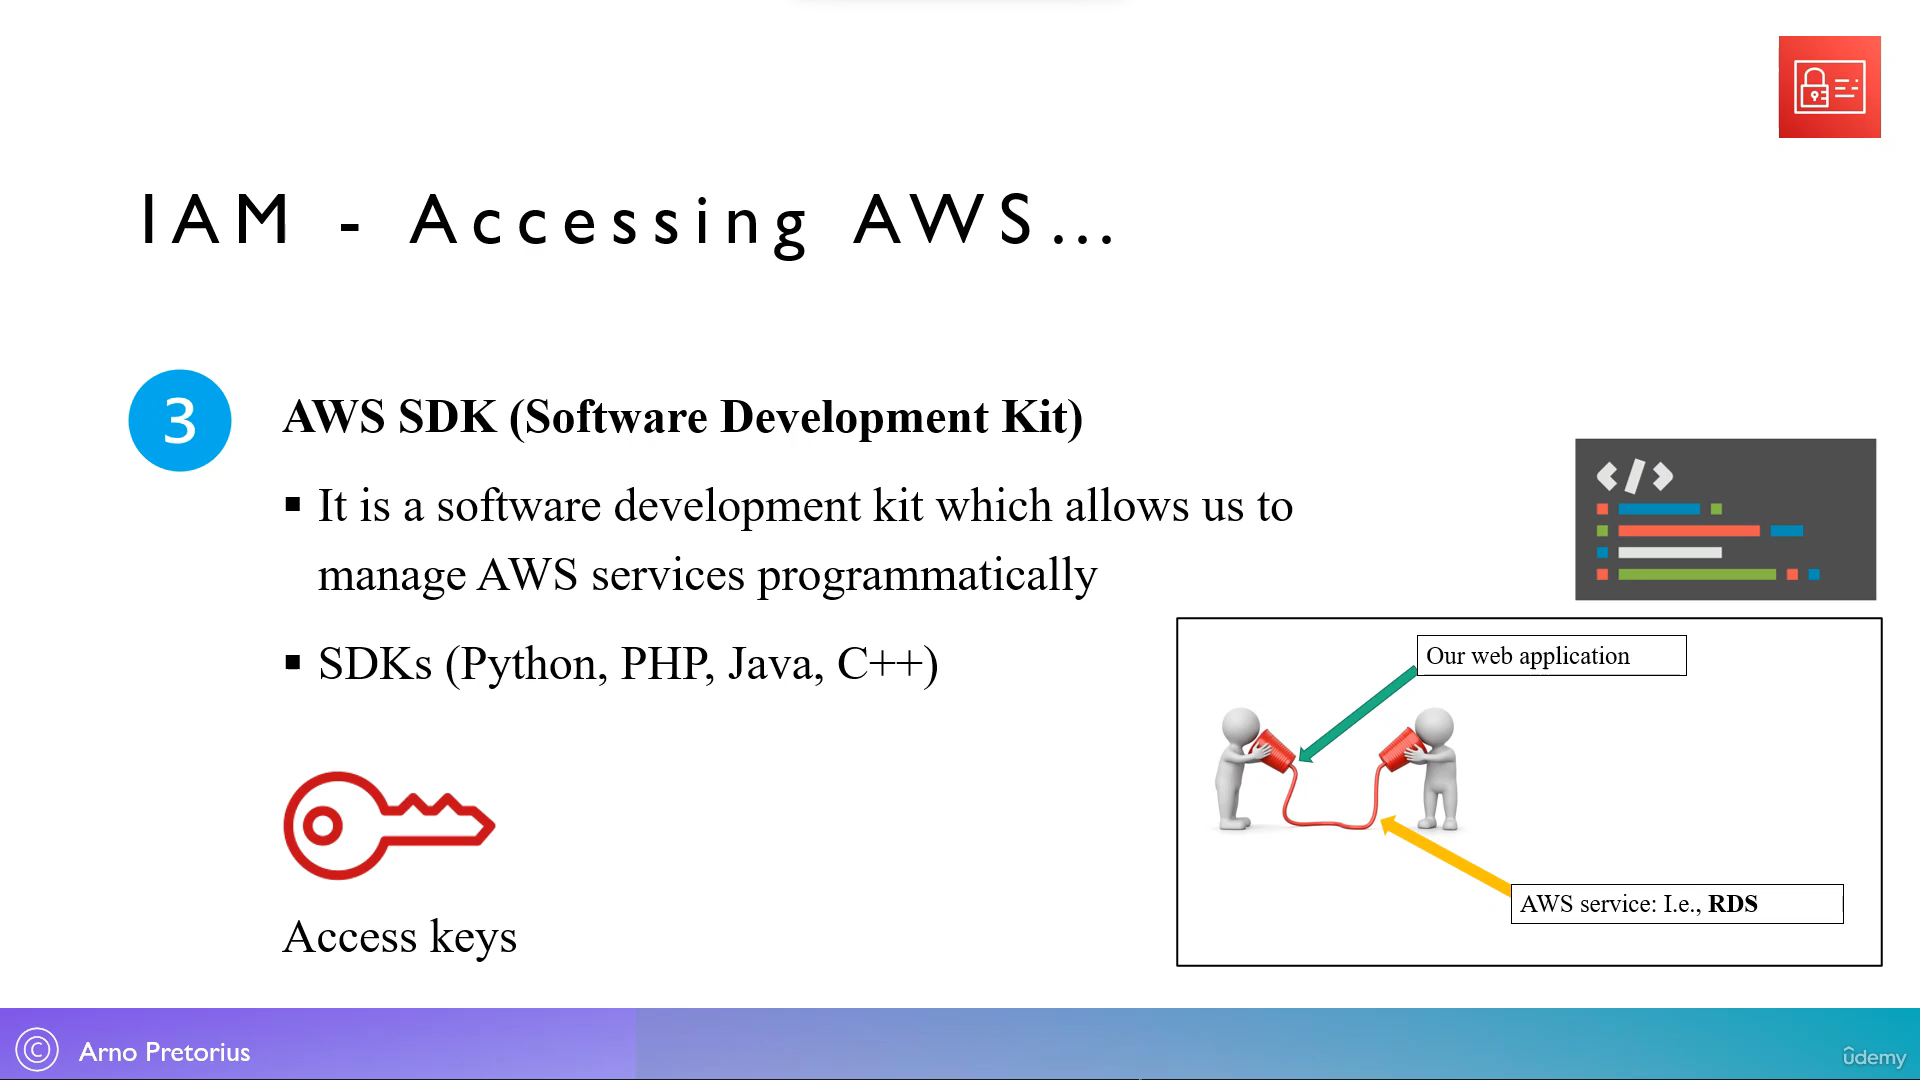 IAM - Accessing AWS...
3
AWS SDK (Software Development Kit)
▪ It is a software development kit which allows us to
manage AWS services programmatically
▪ SDKs (Python, PHP, Java, C++)
</>
Our web application
AWS service: I.e., RDS
Access keys
© Arno Pretorius
ûdemy